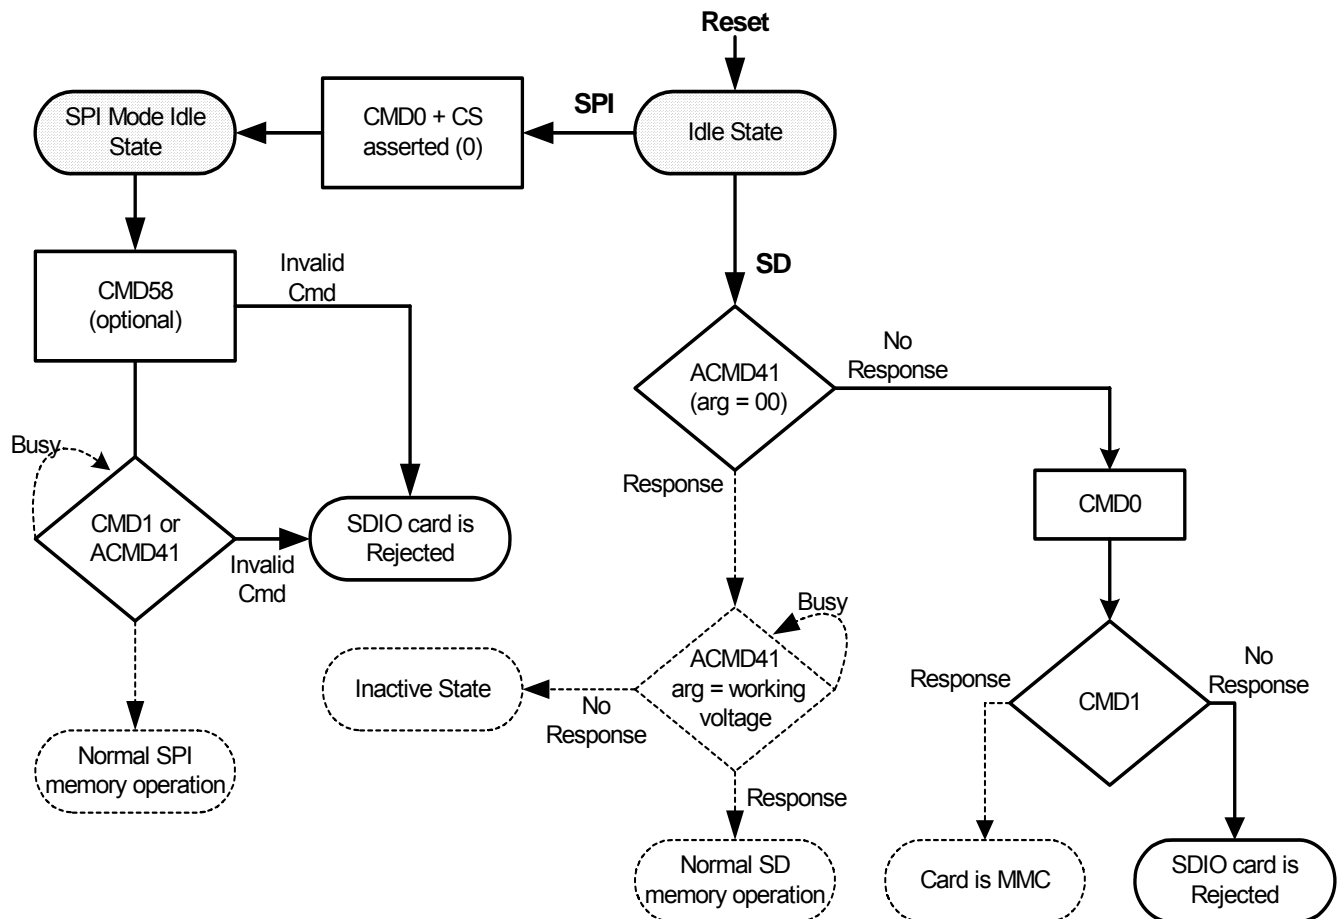 Reset
SPI Mode Idle
State
CMD0 + CS
asserted (0)
SPI
Idle State
CMD58
(optional)
Invalid
Cmd
SD
ACMD41
(arg = 00)
No
Response
Busy
Response
CMD0
CMD1 or
ACMD41
Invalid
Cmd
SDIO card is
Rejected
Busy
Inactive State
No
Response
ACMD41
arg = working
voltage
Response
CMD1
No
Response
Normal SPI
memory operation
Response
Normal SD
memory operation
Card is MMC
SDIO card is
Rejected